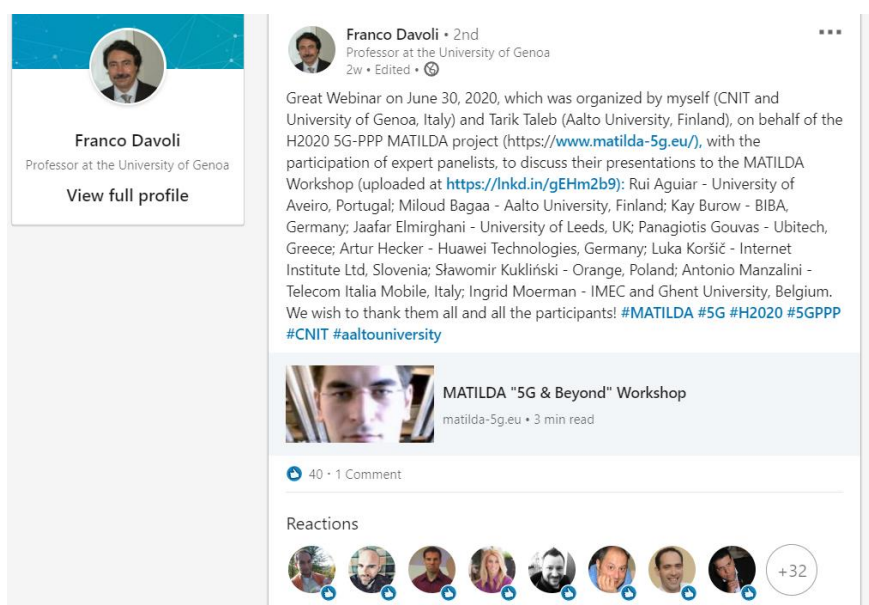 Franco Davoli
Professor at the University of Genoa
View full profile
Franco Davoli • 2nd
Professor at the University of Genoa
2w • Edited •
Great Webinar on June 30, 2020, which was organized by myself (CNIT and
University of Genoa, Italy) and Tarik Taleb (Aalto University, Finland), on behalf of the
H2020 5G-PPP MATILDA project (https://www.matilda-5g.eu/), with the
participation of expert panelists, to discuss their presentations to the MATILDA
Workshop (uploaded at https://lnkd.in/gEHm2b9): Rui Aguiar - University of
Aveiro, Portugal; Miloud Bagaa - Aalto University, Finland; Kay Burow - BIBA,
Germany; Jaafar Elmirghani - University of Leeds, UK; Panagiotis Gouvas - Ubitech,
Greece; Artur Hecker - Huawei Technologies, Germany; Luka Koršič - Internet
Institute Ltd, Slovenia; Sławomir Kukliński - Orange, Poland; Antonio Manzalini -
Telecom Italia Mobile, Italy; Ingrid Moerman - IMEC and Ghent University, Belgium.
We wish to thank them all and all the participants! #MATILDA #5G #H2020 #5GPPP
#CNIT #aaltouniversity
MATILDA "5G & Beyond" Workshop
matilda-5g.eu • 3 min read
40 · 1 Comment
Reactions
+32